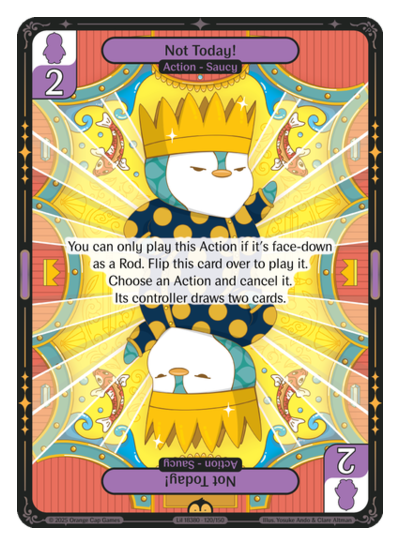 2
Not Today!
Action - Saucy
You can only play this Action if it's face-down
as a Rod. Flip this card over to play it.
Choose an Action and cancel it.
Its controller draws two cards.
Action - Saucy
Not Today!
2
© 2025 Orange Cap Games